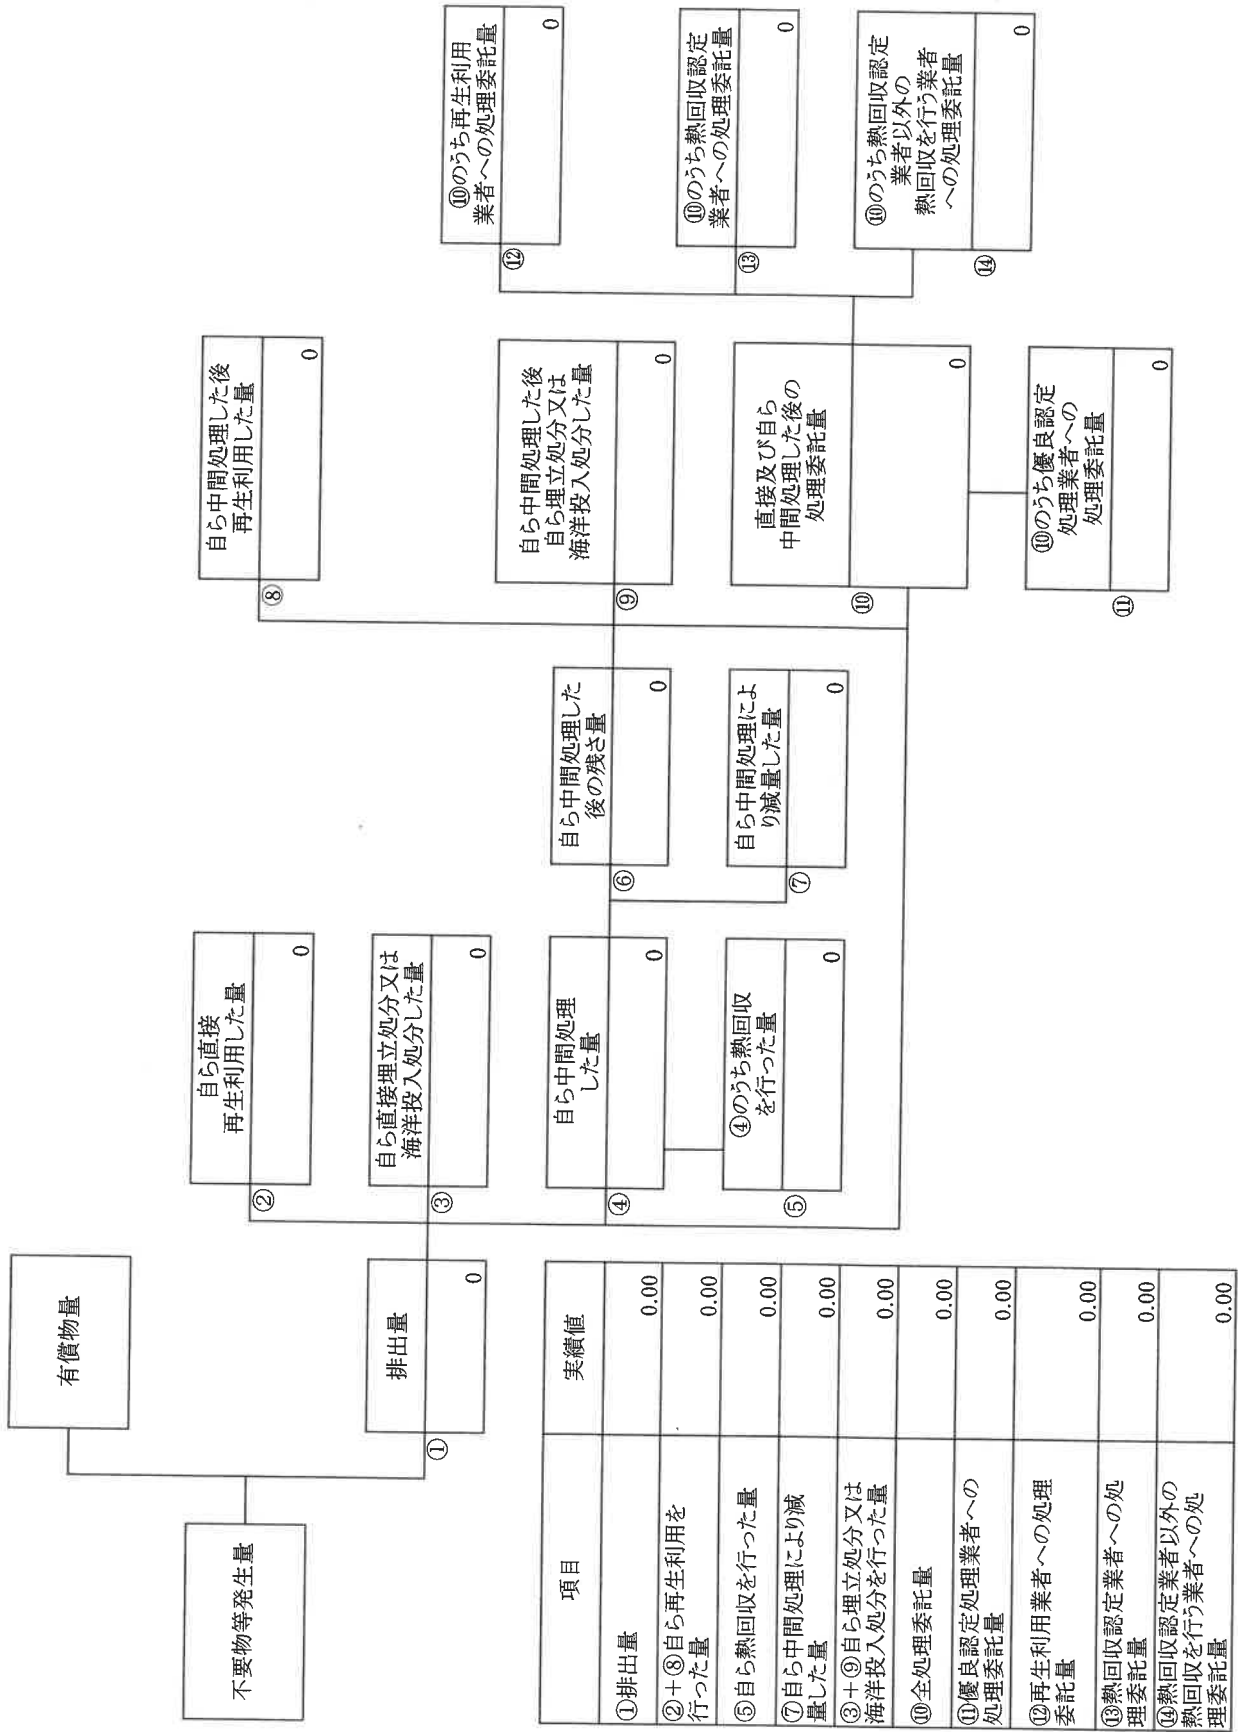 有償物量
不要物等発生量
①
排出量
0
②
自ら直接
再生利用した量
0
③
自ら直接埋立処分又は
海洋投入処分した量
0
④
自ら中間処理
した量
0
⑤
④のうち熱回収
を行った量
0
⑥
自ら中間処理した
後の残さ量
0
⑦
自ら中間処理によ
り減量した量
0
⑧
自ら中間処理した後
再生利用した量
0
⑨
自ら中間処理した後
自ら埋立処分又は
海洋投入処分した量
0
⑩
直接及び自ら
中間処理した後の
処理委託量
0
⑪
⑩のうち優良認定
処理業者への
処理委託量
0
⑫
⑩のうち再生利用
業者への処理委託量
0
⑬
⑩のうち熱回収認定
業者への処理委託量
0
⑭
⑩のうち熱回収認定
業者以外の
熱回収を行う業者
への処理委託量
0
項目 実績値
①排出量 0.00
②+⑧自ら再生利用を
行った量 0.00
⑤自ら熱回収を行った量 0.00
⑦自ら中間処理により減
量した量 0.00
③+⑨自ら埋立処分又は
海洋投入処分を行った量 0.00
⑩全処理委託量 0.00
⑪優良認定処理業者への
処理委託量 0.00
⑫再生利用業者への処理
委託量 0.00
⑬熱回収認定業者への処
理委託量 0.00
⑭熱回収認定業者以外の
熱回収を行う業者への処
理委託量 0.00